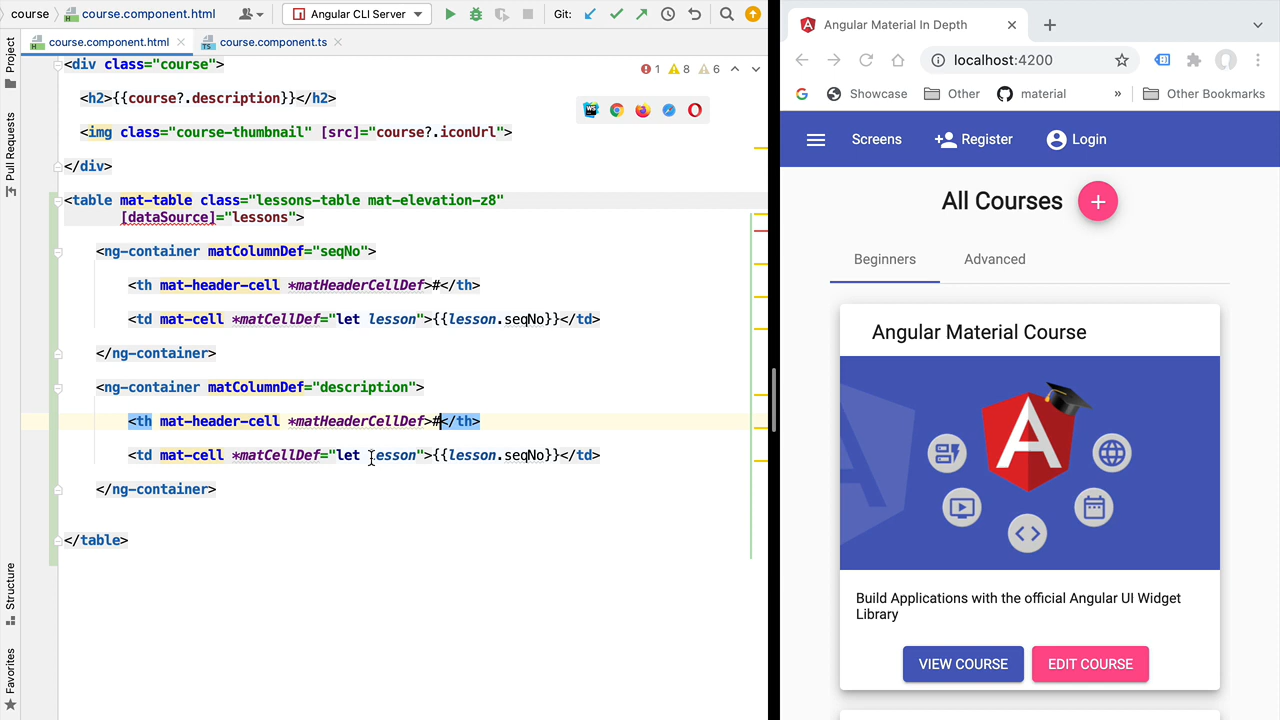 course
course.component.html
Angular CLI Server
Git:
course.component.html
course.component.ts
Project
Pull Requests
Structure
Favorites
1 8 6
<div class="course">
<h2>{{course?.description}}</h2>
<img class="course-thumbnail" [src]="course?.iconUrl">
</div>
<table mat-table class="lessons-table mat-elevation-z8"
[dataSource]="lessons">
<ng-container matColumnDef="seqNo">
<th mat-header-cell *matHeaderCellDef>#</th>
<td mat-cell *matCellDef="let lesson">{{lesson.seqNo}}</td>
</ng-container>
<ng-container matColumnDef="description">
<th mat-header-cell *matHeaderCellDef>#</th>
<td mat-cell *matCellDef="let lesson">{{lesson.seqNo}}</td>
</ng-container>
</table>
Angular Material In Depth
localhost:4200
Showcase
Other
material
»
Other Bookmarks
Screens
Register
Login
All Courses
+
Beginners
Advanced
Angular Material Course
Build Applications with the official Angular UI Widget
Library
VIEW COURSE
EDIT COURSE